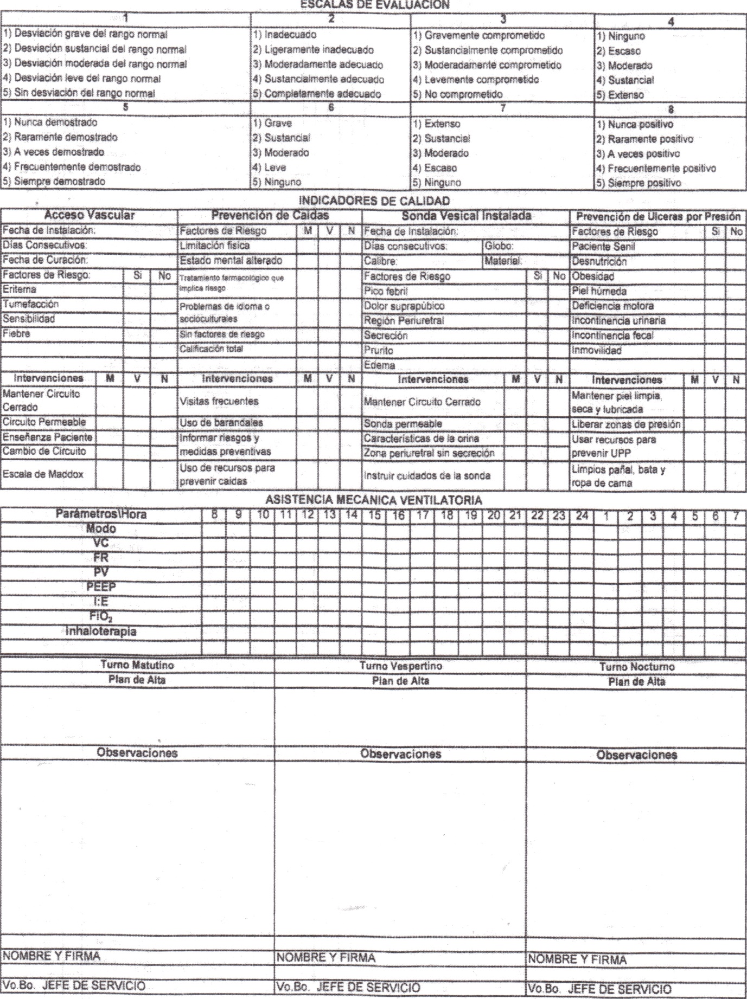 ESCALAS DE EVALUACIÓN
1 2 3 4
1) Desviación grave del rango normal
2) Desviación sustancial del rango normal
3) Desviación moderada del rango normal
4) Desviación leve del rango normal
5) Sin desviación del rango normal
1) Inadecuado
2) Ligeramente inadecuado
3) Moderadamente adecuado
4) Sustancialmente adecuado
5) Completamente adecuado
1) Gravemente comprometido
2) Sustancialmente comprometido
3) Moderadamente comprometido
4) Levemente comprometido
5) No comprometido
1) Ninguno
2) Escaso
3) Moderado
4) Sustancial
5) Extenso
5 6 7 8
1) Nunca demostrado
2) Raramente demostrado
3) A veces demostrado
4) Frecuentemente demostrado
5) Siempre demostrado
1) Grave
2) Sustancial
3) Moderado
4) Leve
5) Ninguno
1) Extenso
2) Sustancial
3) Moderado
4) Escaso
5) Ninguno
1) Nunca positivo
2) Raramente positivo
3) A veces positivo
4) Frecuentemente positivo
5) Siempre positivo
INDICADORES DE CALIDAD
Acceso Vascular
Fecha de Instalación:
Días Consecutivos:
Fecha de Curación:
Factores de Riesgo: Si No
Eritema
Tumefacción
Sensibilidad
Fiebre
Intervenciones M V N
Mantener Circuito
Cerrado
Circuito Permeable
Enseñanza Paciente
Cambio de Circuito
Escala de Maddox
Prevención de Caidas
Factores de Riesgo M V N
Limitación física
Estado mental alterado
Tratamiento farmacológico que
implica riesgo
Problemas de idioma o
socioculturales
Sin factores de riesgo
Calificación total
Intervenciones M V N
Visitas frecuentes
Uso de barandales
Informar riesgos y
medidas preventivas
Uso de recursos para
prevenir caidas
Sonda Vesical Instalada
Fecha de Instalación:
Días consecutivos: Globo:
Calibre: Material:
Factores de Riesgo Si No
Pico febril
Dolor suprapúbico
Región Periuretral
Secreción
Prurito
Edema
Intervenciones M V N
Mantener Circuito Cerrado
Sonda permeable
Características de la orina
Zona periuretral sin secreción
Instruir cuidados de la sonda
Prevención de Ulceras por Presión
Factores de Riesgo Si No
Paciente Senil
Desnutrición
Obesidad
Piel húmeda
Deficiencia motora
Incontinencia urinaria
Incontinencia fecal
Inmovilidad
Intervenciones M V N
Mantener piel limpia,
seca y lubricada
Liberar zonas de presión
Usar recursos para
prevenir UPP
Limpios pañal, bata y
ropa de cama
ASISTENCIA MECÁNICA VENTILATORIA
Parámetros\Hora 8 9 10 11 12 13 14 15 16 17 18 19 20 21 22 23 24 1 2 3 4 5 6 7
Modo
VC
FR
PV
PEEP
I:E
FiO₂
Inhaloterapia
Turno Matutino Turno Vespertino Turno Nocturno
Plan de Alta Plan de Alta Plan de Alta
Observaciones Observaciones Observaciones
NOMBRE Y FIRMA NOMBRE Y FIRMA NOMBRE Y FIRMA
Vo.Bo. JEFE DE SERVICIO Vo.Bo. JEFE DE SERVICIO Vo.Bo. JEFE DE SERVICIO